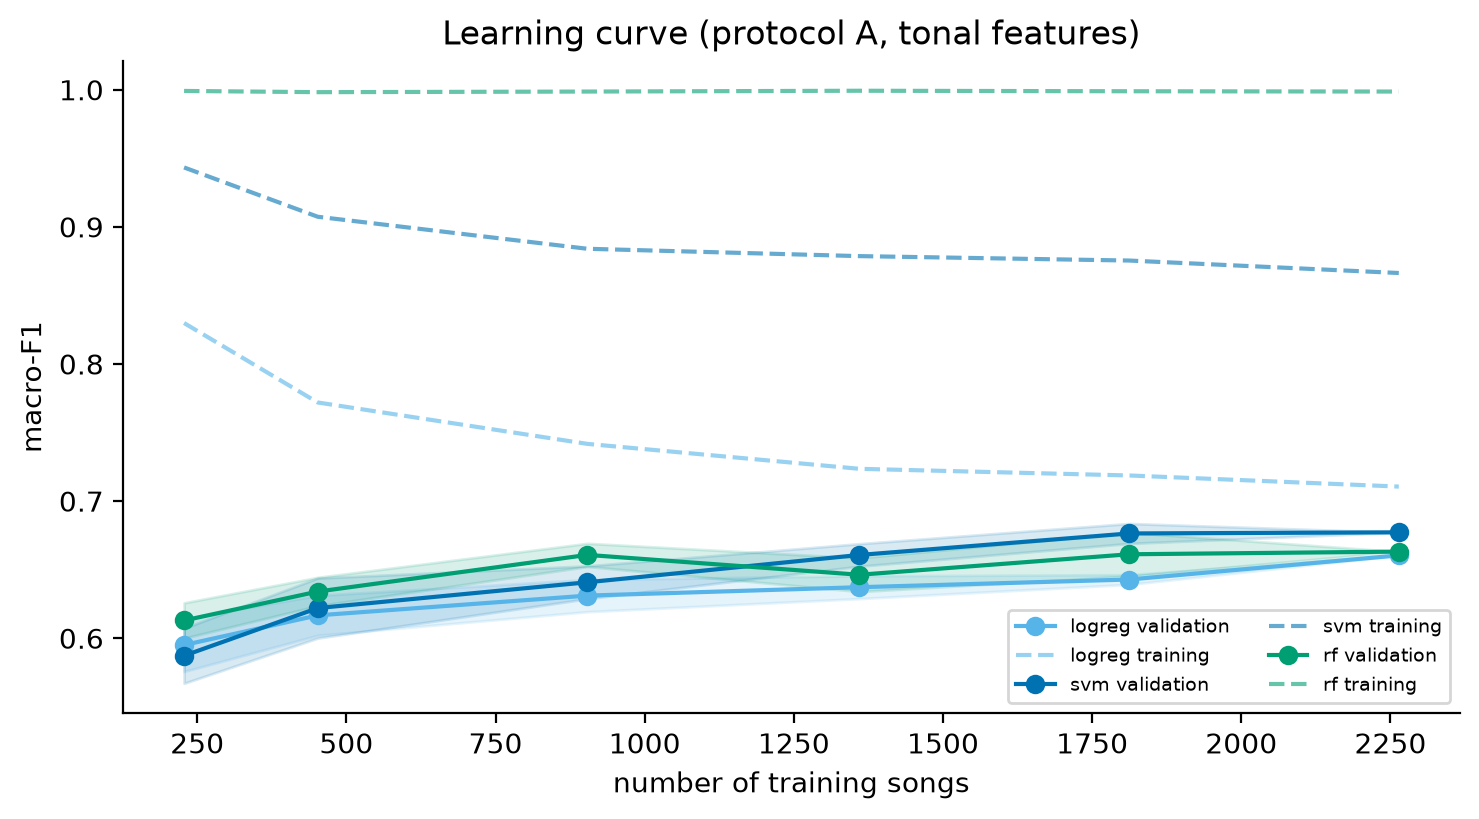 Learning curve (protocol A, tonal features)
macro-F1
1.0
0.9
0.8
0.7
0.6
250 500 750 1000 1250 1500 1750 2000 2250
number of training songs
logreg validation
logreg training
svm validation
svm training
rf validation
rf training